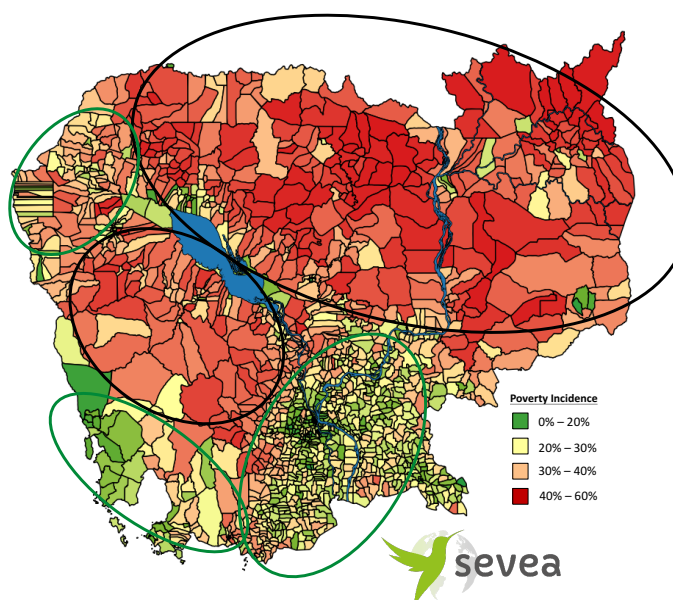 Poverty Incidence
0% – 20%
20% – 30%
30% – 40%
40% – 60%
sevea